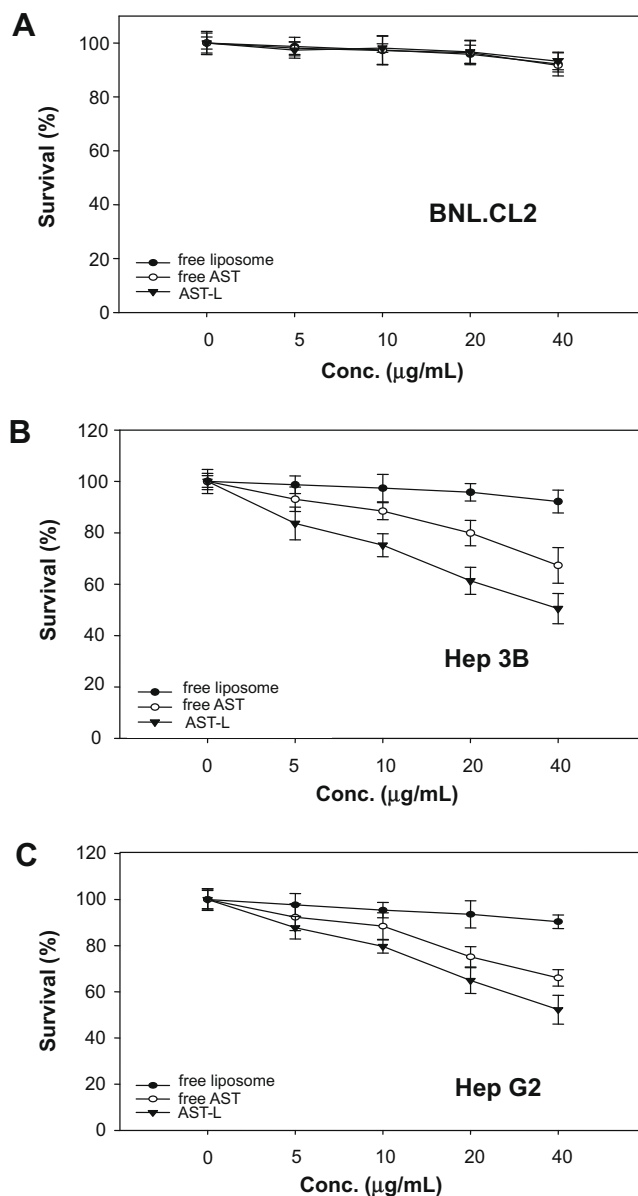 A
Survival (%)
100
80
60
40
20
0
BNL.CL2
free liposome
free AST
AST-L
0 5 10 20 40
Conc. (μg/mL)
B
Survival (%)
120
100
80
60
40
20
0
Hep 3B
free liposome
free AST
AST-L
0 5 10 20 40
Conc. (μg/mL)
C
Survival (%)
120
100
80
60
40
20
0
Hep G2
free liposome
free AST
AST-L
0 5 10 20 40
Conc. (μg/mL)